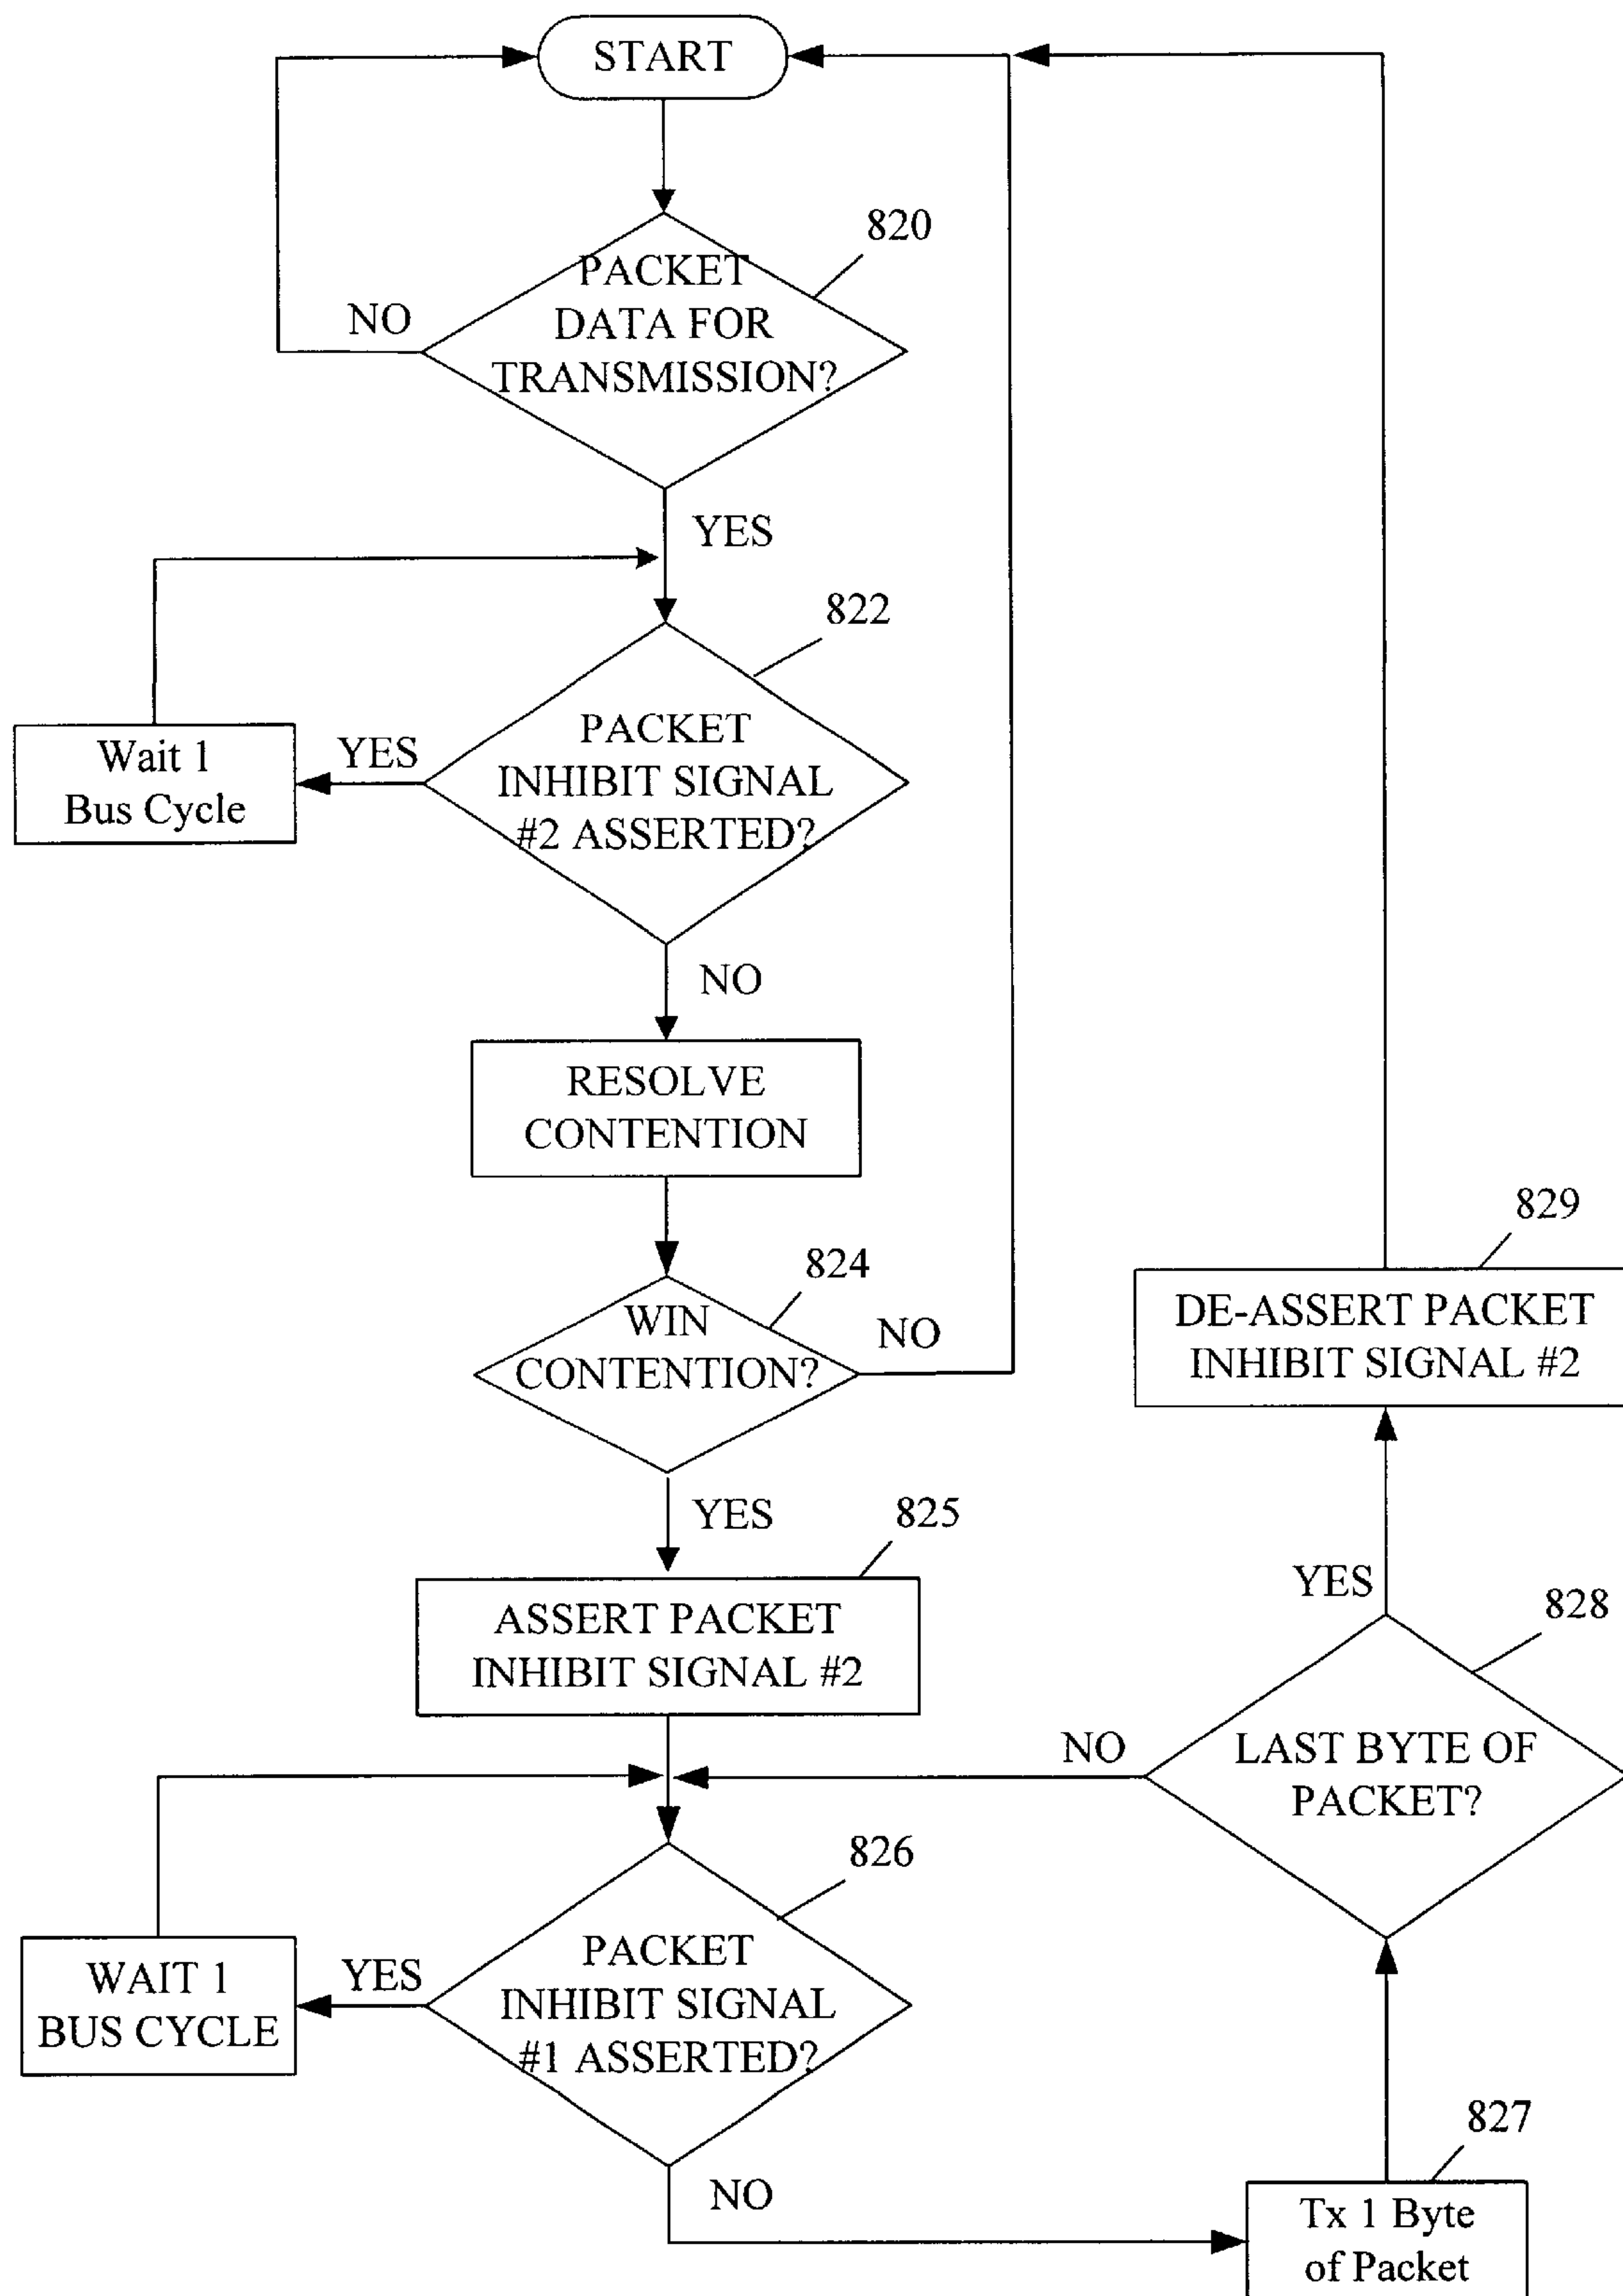 START
820
PACKET
DATA FOR
TRANSMISSION?
NO
YES
822
PACKET
INHIBIT SIGNAL
#2 ASSERTED?
YES
Wait 1
Bus Cycle
NO
RESOLVE
CONTENTION
824
WIN
CONTENTION?
NO
YES
825
ASSERT PACKET
INHIBIT SIGNAL #2
826
PACKET
INHIBIT SIGNAL
#1 ASSERTED?
YES
WAIT 1
BUS CYCLE
NO
827
Tx 1 Byte
of Packet
828
LAST BYTE OF
PACKET?
NO
YES
829
DE-ASSERT PACKET
INHIBIT SIGNAL #2